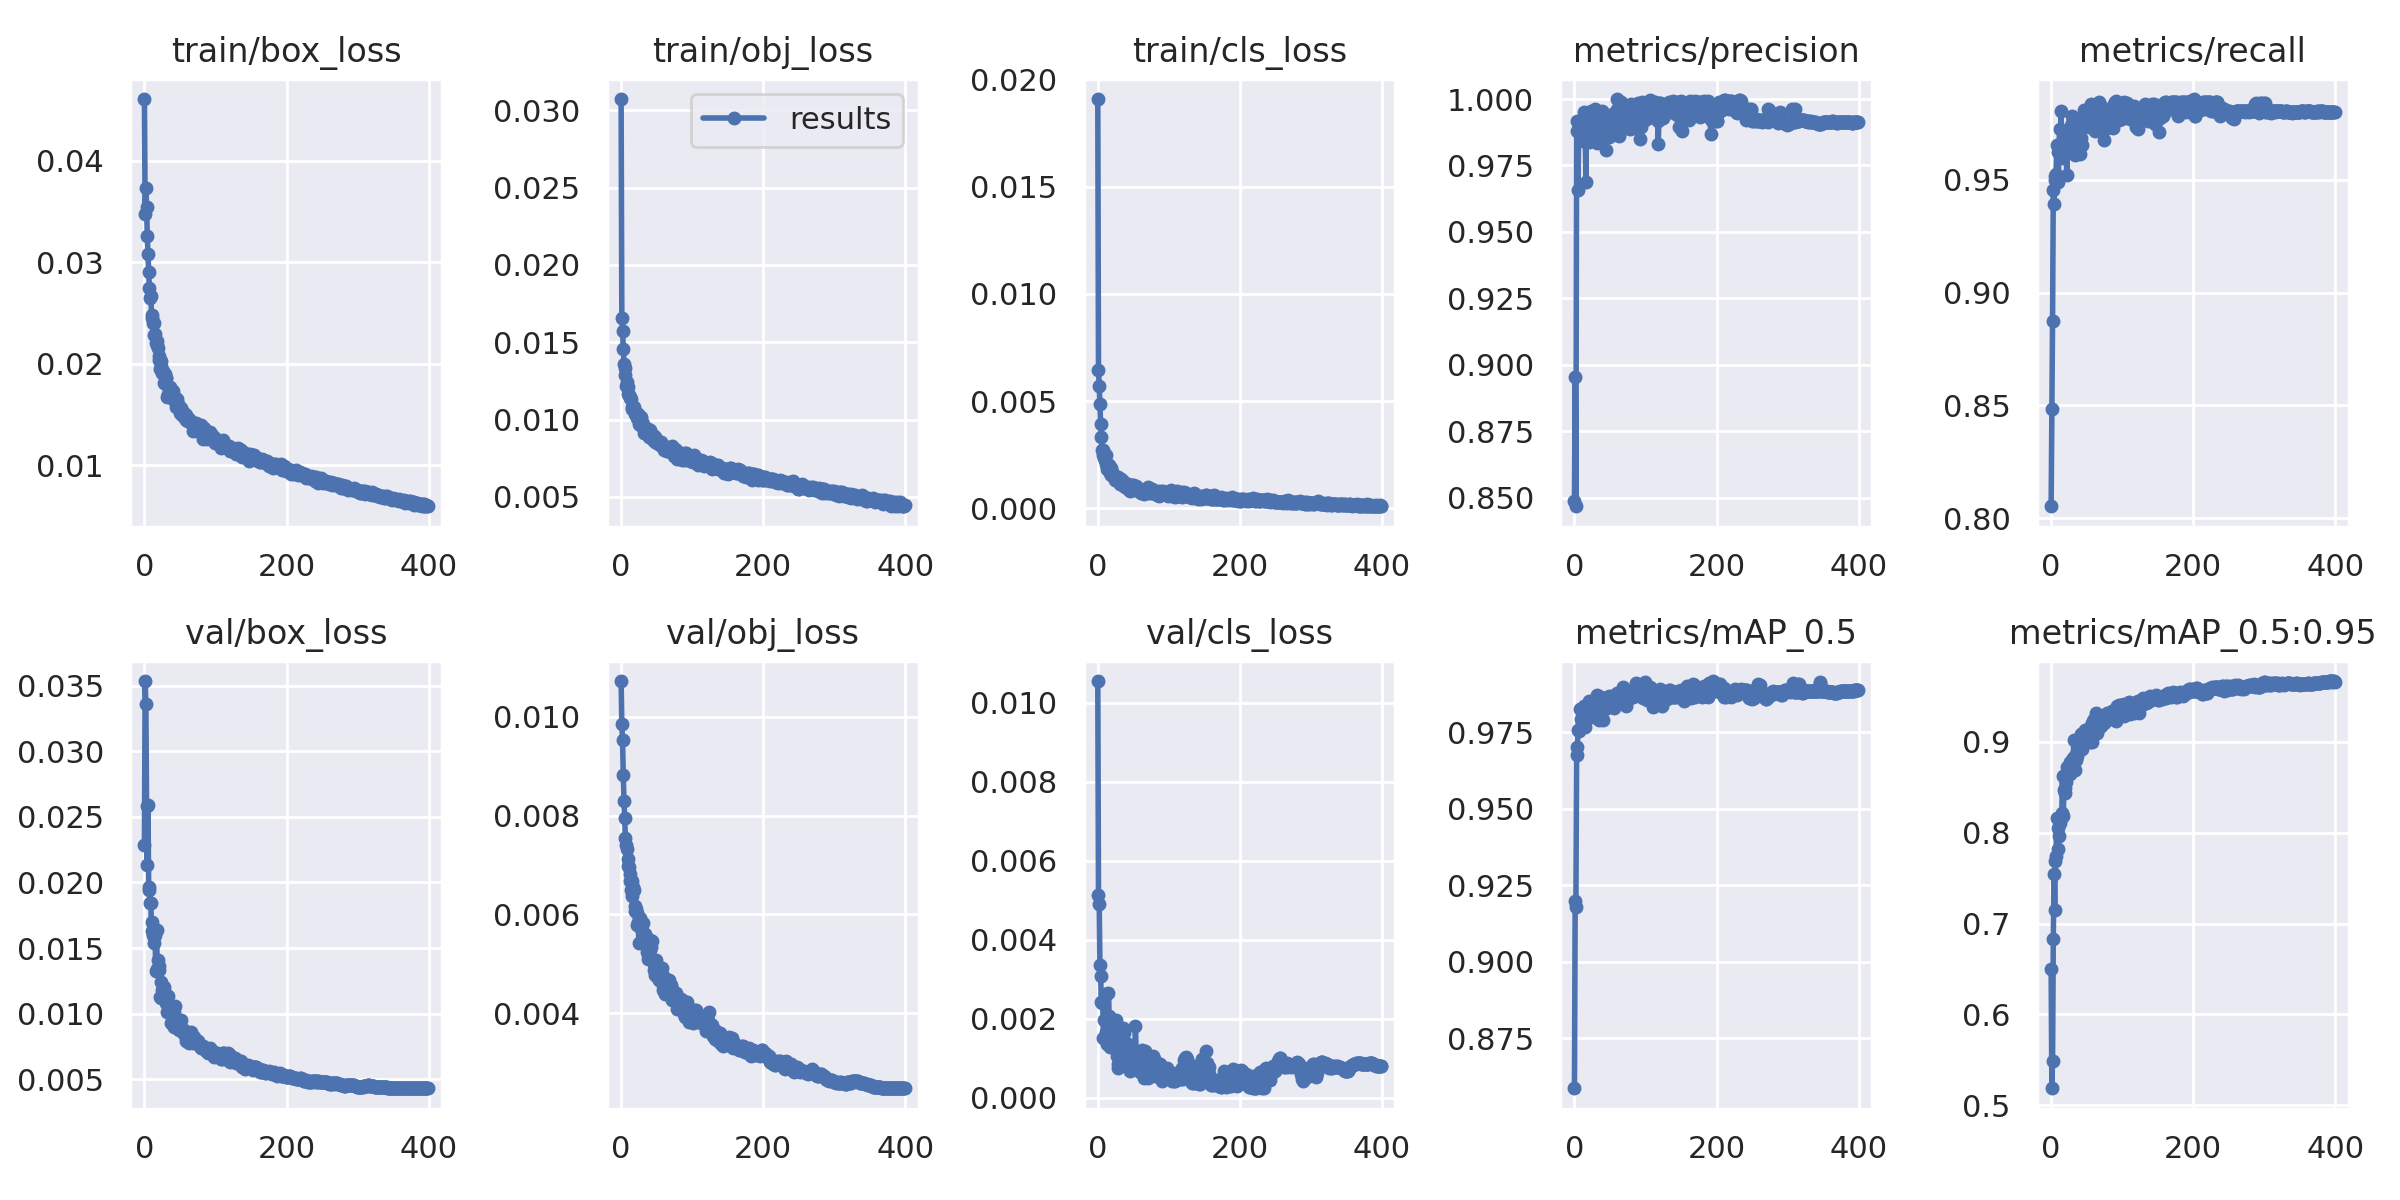 train/box_loss
0.04
0.03
0.02
0.01
0 200 400
train/obj_loss
results
0.030
0.025
0.020
0.015
0.010
0.005
0 200 400
train/cls_loss
0.020
0.015
0.010
0.005
0.000
0 200 400
metrics/precision
1.000
0.975
0.950
0.925
0.900
0.875
0.850
0 200 400
metrics/recall
0.95
0.90
0.85
0.80
0 200 400
val/box_loss
0.035
0.030
0.025
0.020
0.015
0.010
0.005
0 200 400
val/obj_loss
0.010
0.008
0.006
0.004
0 200 400
val/cls_loss
0.010
0.008
0.006
0.004
0.002
0.000
0 200 400
metrics/mAP_0.5
0.975
0.950
0.925
0.900
0.875
0 200 400
metrics/mAP_0.5:0.95
0.9
0.8
0.7
0.6
0.5
0 200 400